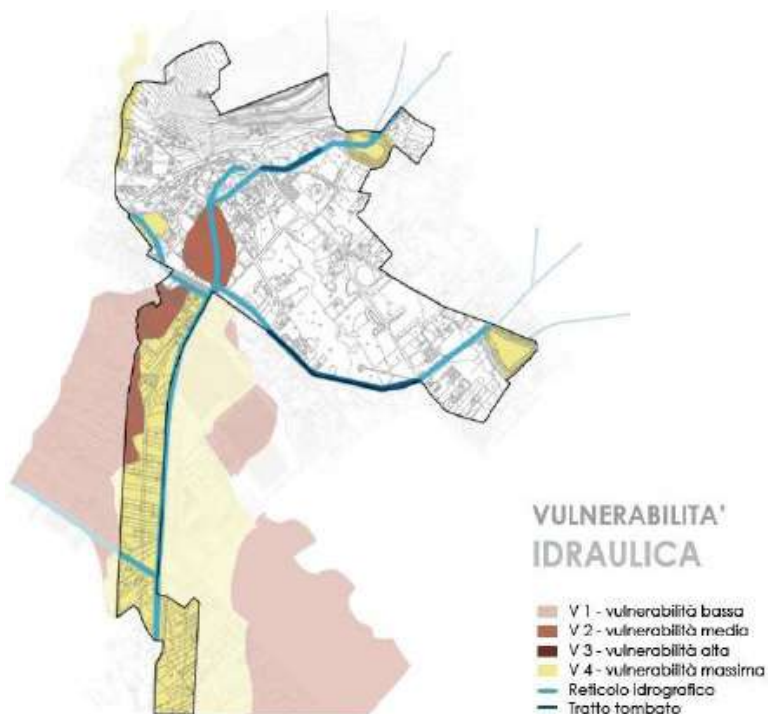 VULNERABILITA'
IDRAULICA
V 1 - vulnerabilità bassa
V 2 - vulnerabilità media
V 3 - vulnerabilità alta
V 4 - vulnerabilità massima
Reticolo idrografico
Tratto tombato